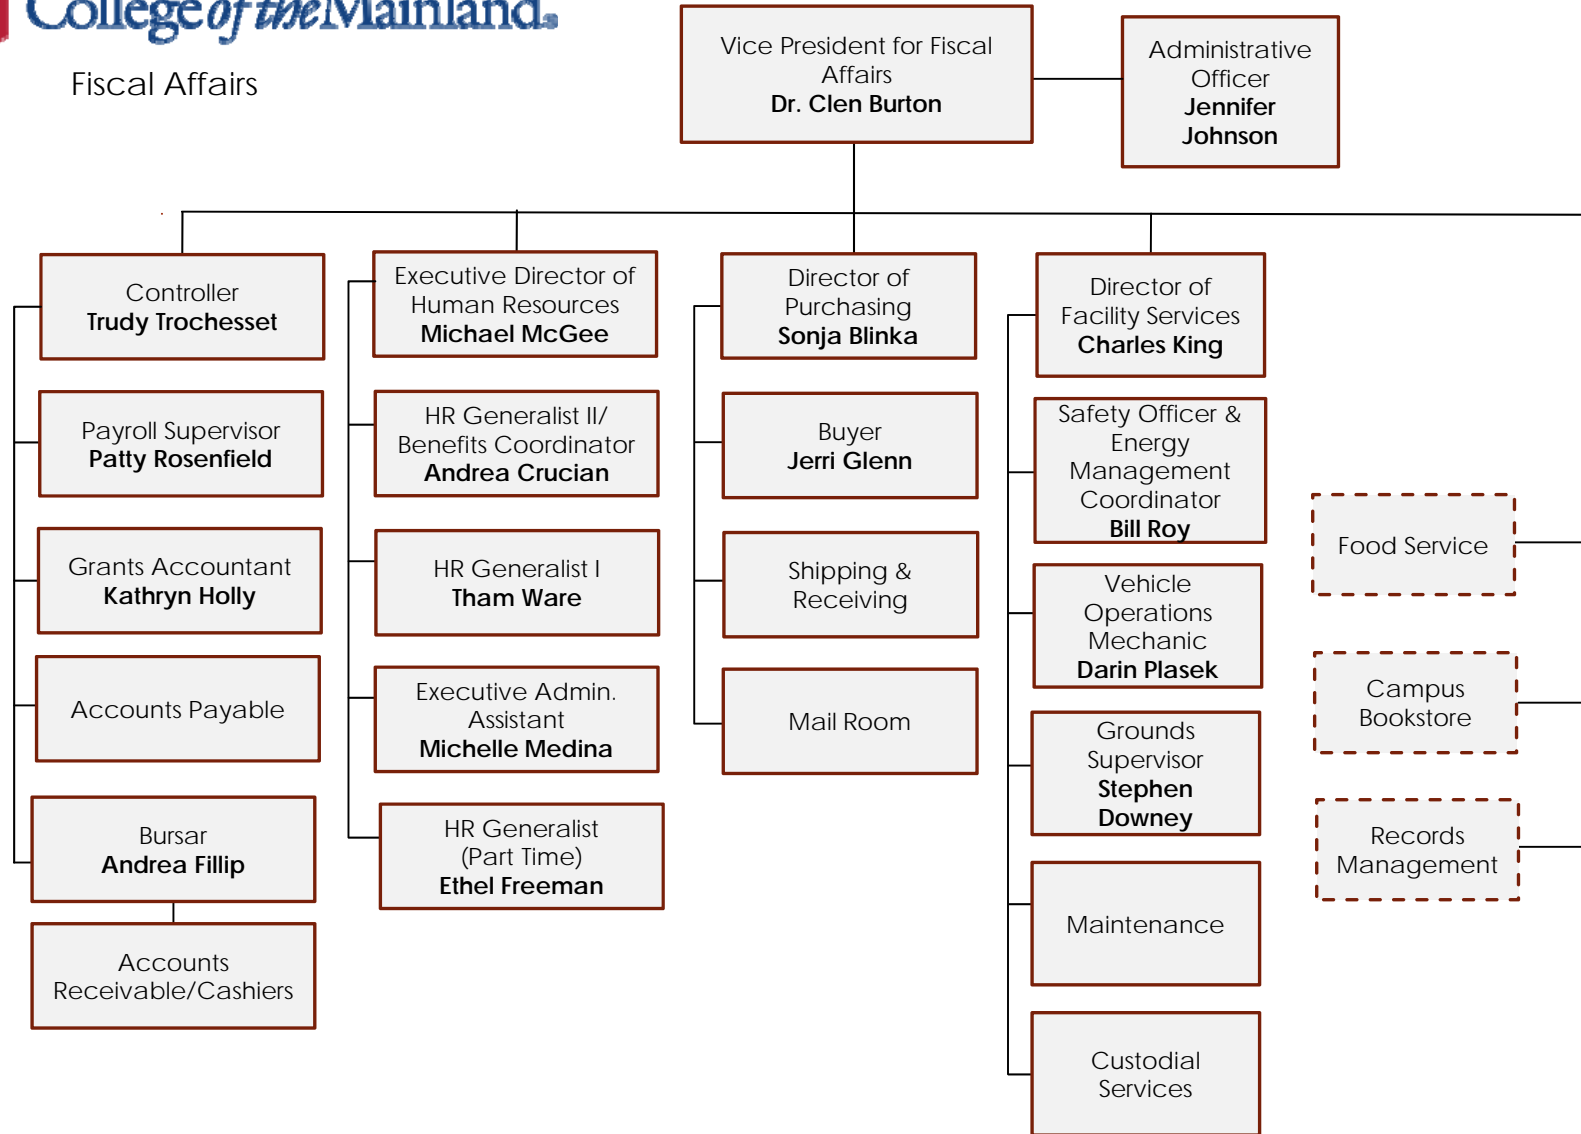 College of the Mainland®
Fiscal Affairs
Vice President for Fiscal
Affairs
Dr. Clen Burton
Administrative
Officer
Jennifer
Johnson
Controller
Trudy Trochesset
Payroll Supervisor
Patty Rosenfield
Grants Accountant
Kathryn Holly
Accounts Payable
Bursar
Andrea Fillip
Accounts
Receivable/Cashiers
Executive Director of
Human Resources
Michael McGee
HR Generalist II/
Benefits Coordinator
Andrea Crucian
HR Generalist I
Tham Ware
Executive Admin.
Assistant
Michelle Medina
HR Generalist
(Part Time)
Ethel Freeman
Director of
Purchasing
Sonja Blinka
Buyer
Jerri Glenn
Shipping &
Receiving
Mail Room
Director of
Facility Services
Charles King
Safety Officer &
Energy
Management
Coordinator
Bill Roy
Vehicle
Operations
Mechanic
Darin Plasek
Grounds
Supervisor
Stephen
Downey
Maintenance
Custodial
Services
Food Service
Campus
Bookstore
Records
Management